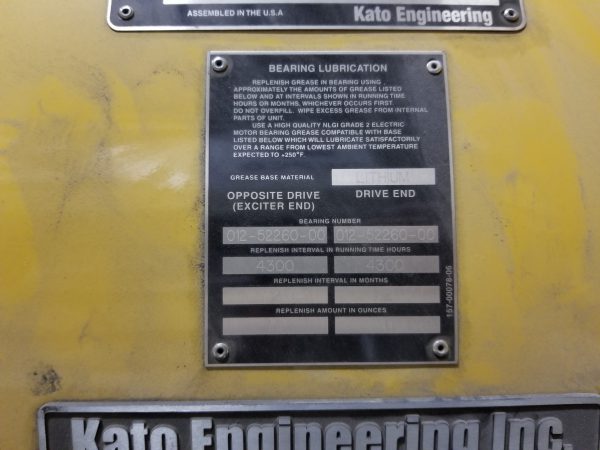 ASSEMBLED IN THE U.S.A Kato Engineering
BEARING LUBRICATION
REPLENISH GREASE IN BEARING USING
APPROXIMATELY THE AMOUNTS OF GREASE LISTED
BELOW AND AT INTERVALS SHOWN IN RUNNING TIME
HOURS OR MONTHS, WHICHEVER OCCURS FIRST.
DO NOT OVERFILL. WIPE EXCESS GREASE FROM INTERNAL
PARTS OF UNIT.
USE A HIGH QUALITY NLGI GRADE 2 ELECTRIC
MOTOR BEARING GREASE COMPATIBLE WITH BASE
LISTED BELOW WHICH WILL LUBRICATE SATISFACTORILY
OVER A RANGE FROM LOWEST AMBIENT TEMPERATURE
EXPECTED TO +250°F.
GREASE BASE MATERIAL LITHIUM
OPPOSITE DRIVE DRIVE END
(EXCITER END)
BEARING NUMBER
012-52260-00 012-52260-00
REPLENISH INTERVAL IN RUNNING TIME HOURS
4300 4300
REPLENISH INTERVAL IN MONTHS
REPLENISH AMOUNT IN OUNCES
157-00078-06
Kato Engineering Inc.